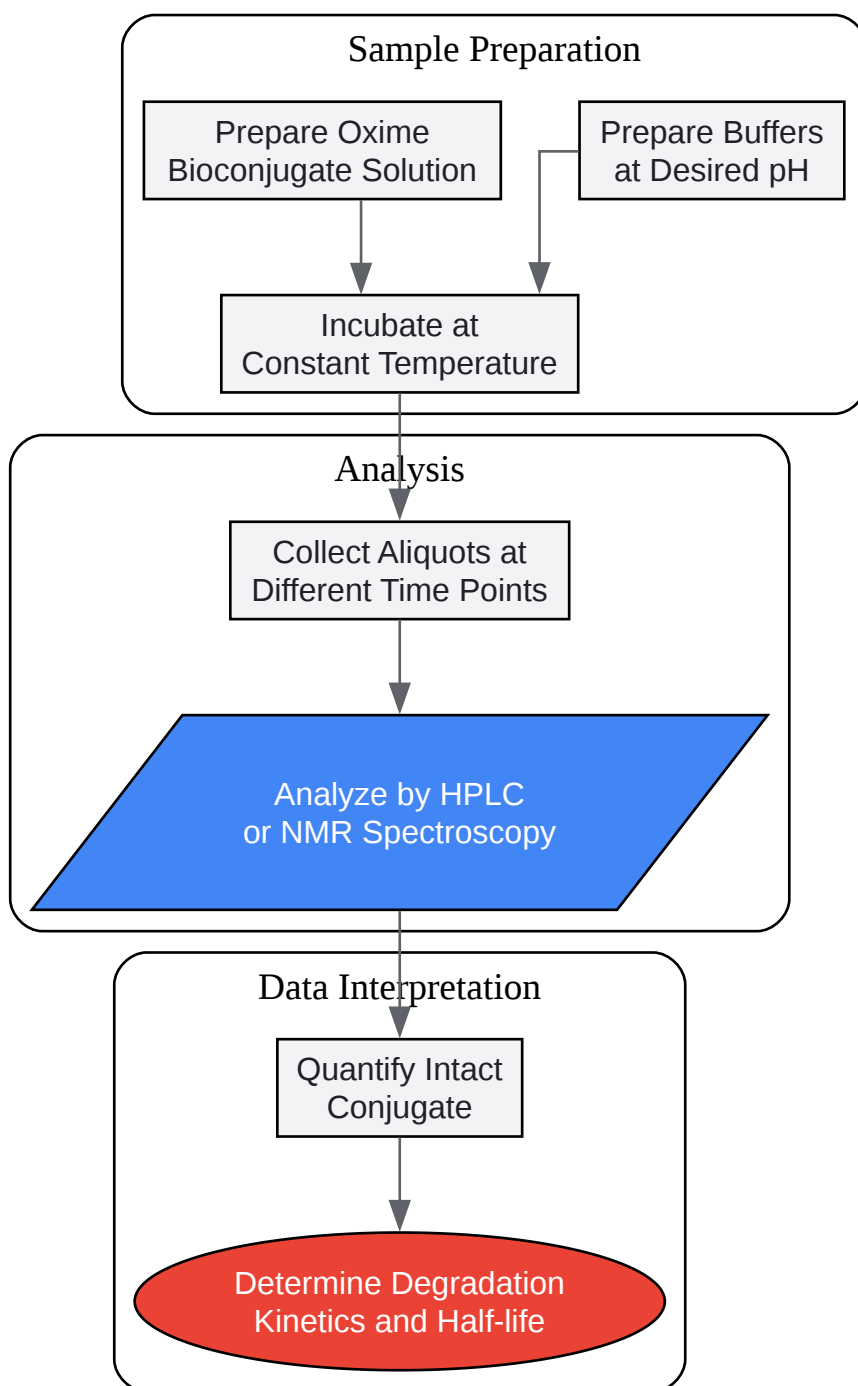 Sample Preparation
Prepare Oxime
Bioconjugate Solution
Prepare Buffers
at Desired pH
Incubate at
Constant Temperature
Analysis
Collect Aliquots at
Different Time Points
Analyze by HPLC
or NMR Spectroscopy
Data Interpretation
Quantify Intact
Conjugate
Determine Degradation
Kinetics and Half-life